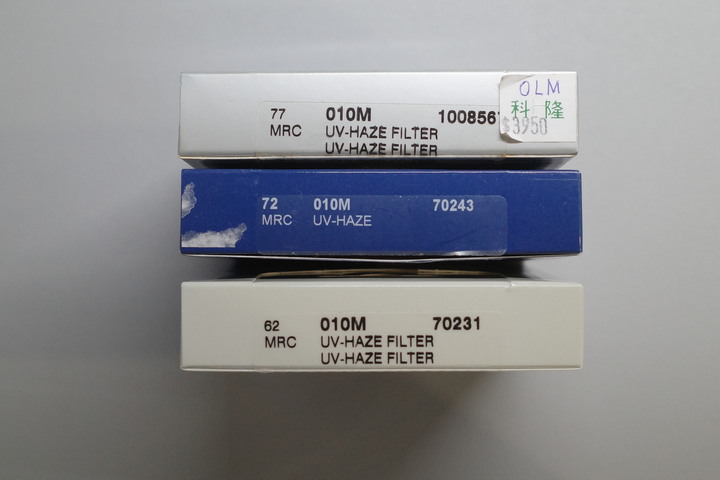 77 010M 100856
MRC UV-HAZE FILTER
UV-HAZE FILTER
OLM
科隆
$3950
72 010M 70243
MRC UV-HAZE
62 010M 70231
MRC UV-HAZE FILTER
UV-HAZE FILTER